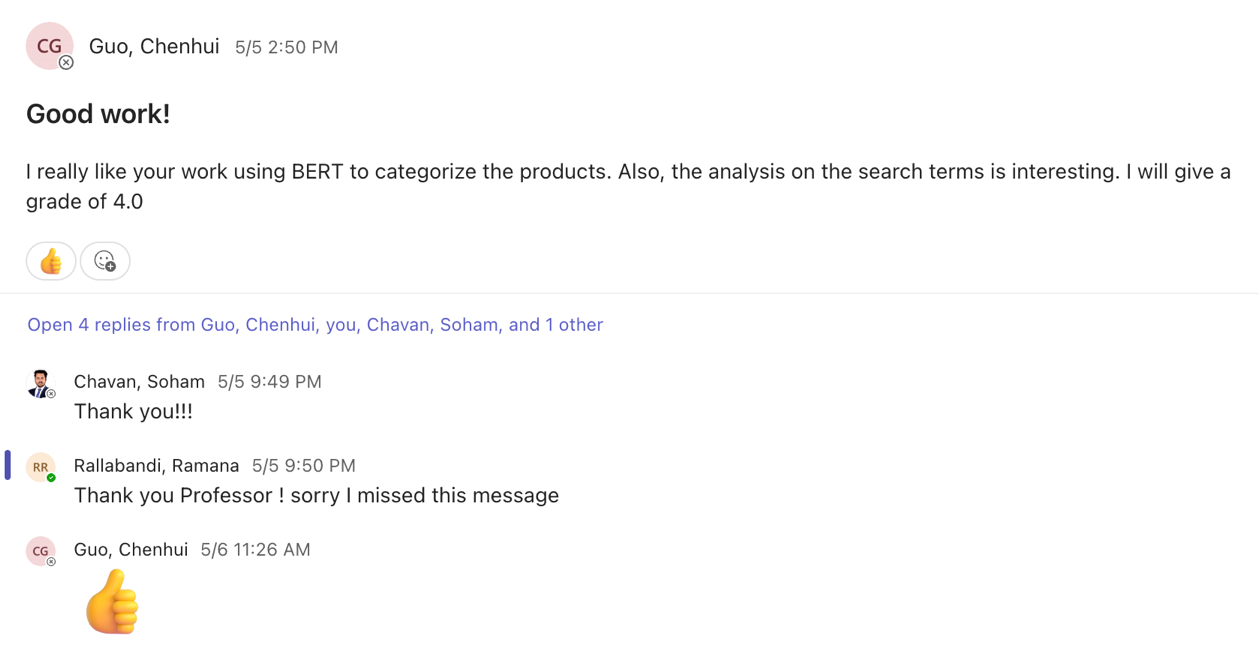 CG
Guo, Chenhui 5/5 2:50 PM
Good work!
I really like your work using BERT to categorize the products. Also, the analysis on the search terms is interesting. I will give a
grade of 4.0
Open 4 replies from Guo, Chenhui, you, Chavan, Soham, and 1 other
Chavan, Soham 5/5 9:49 PM
Thank you!!!
RR
Rallabandi, Ramana 5/5 9:50 PM
Thank you Professor ! sorry I missed this message
CG
Guo, Chenhui 5/6 11:26 AM